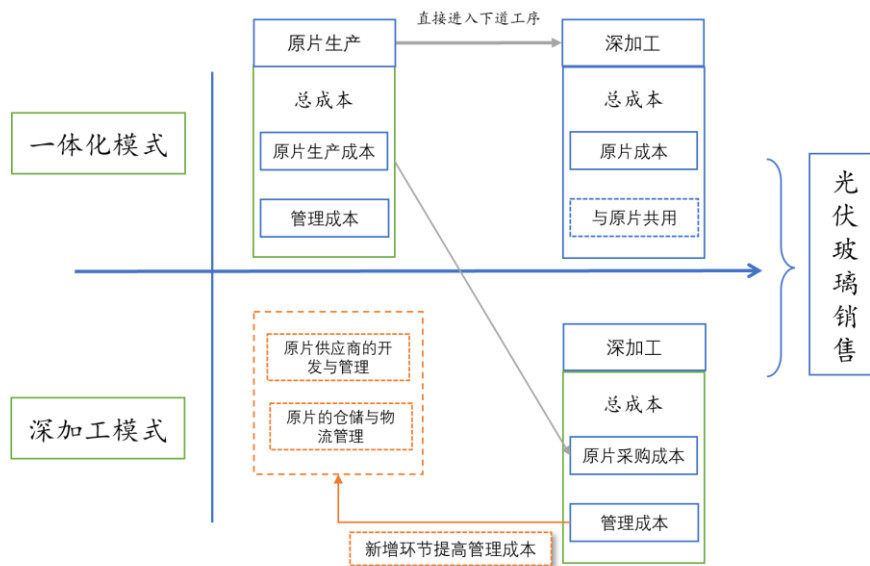 直接进入下道工序
原片生产
深加工
总成本
总成本
一体化模式
原片生产成本
原片成本
管理成本
与原片共用
光
伏
玻
璃
销
售
原片供应商的开
发与管理
深加工
总成本
深加工模式
原片的仓储与物
流管理
原片采购成本
管理成本
新增环节提高管理成本